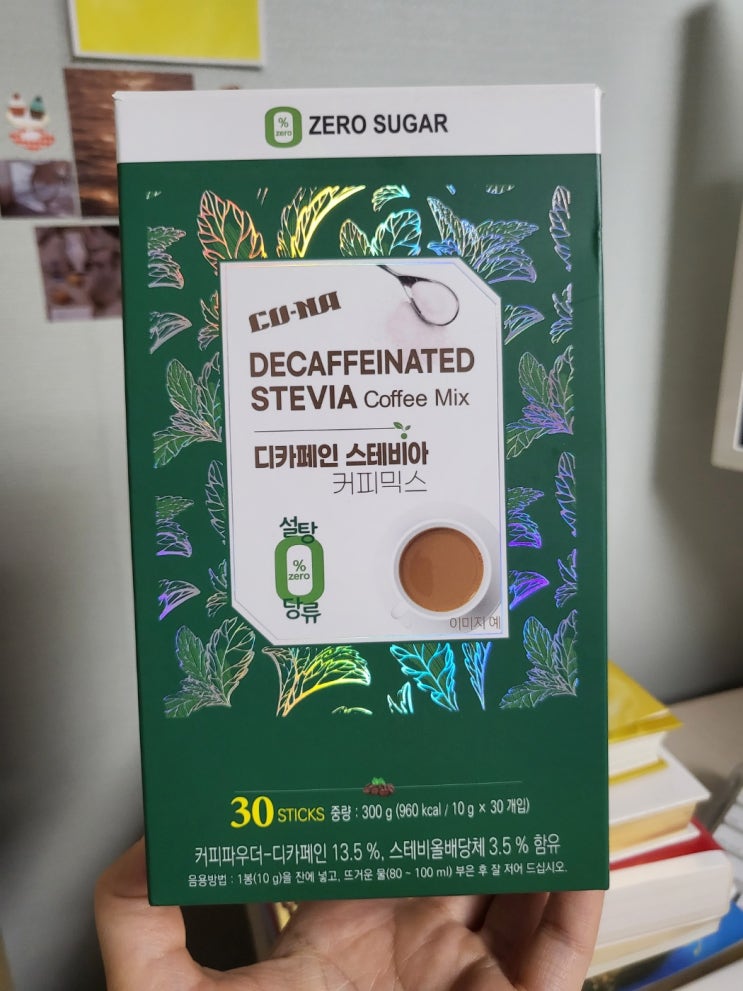 0 % zero ZERO SUGAR
CO-NA
DECAFFEINATED
STEVIA Coffee Mix
디카페인 스테비아
커피믹스
설탕
0 % zero
당류
이미지 예
30 STICKS 중량 : 300 g (960 kcal / 10 g × 30 개입)
커피파우더-디카페인 13.5 %, 스테비올배당체 3.5 % 함유
음용방법 : 1봉(10 g)을 잔에 넣고, 뜨거운 물(80 ~ 100 ml) 부은 후 잘 저어 드십시오.